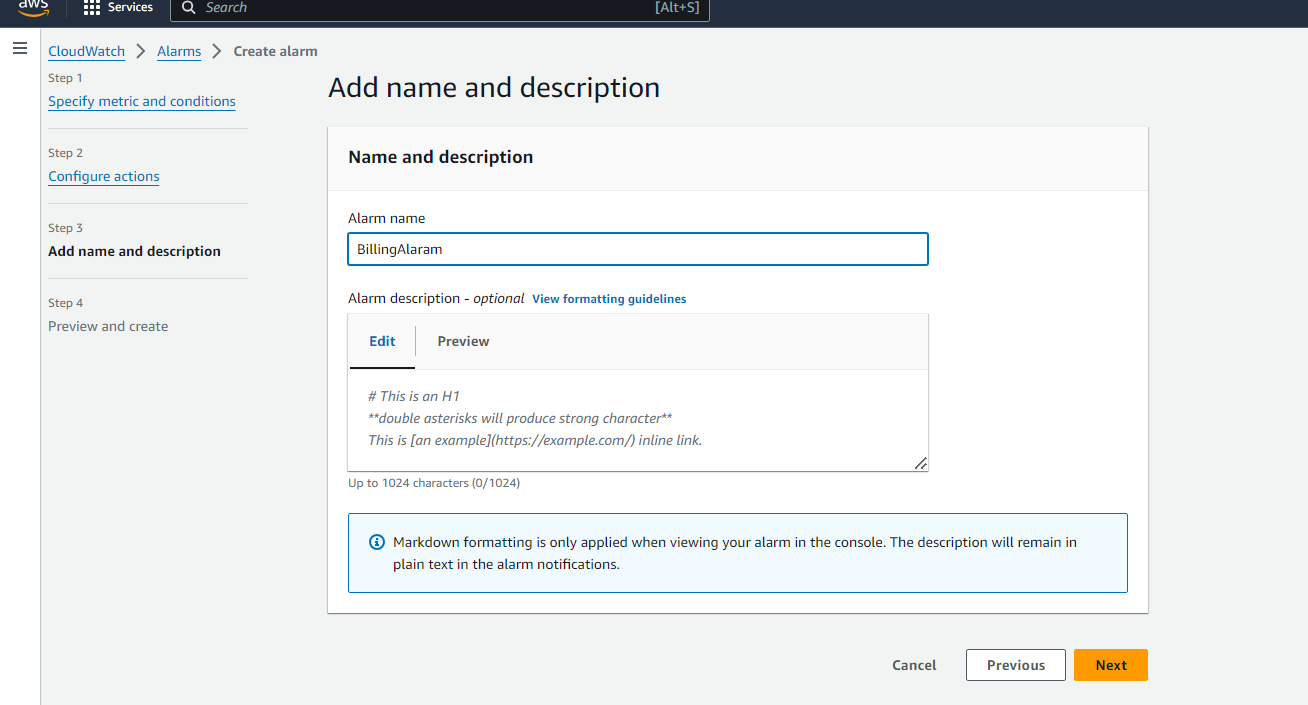 aws
Services
Search
[Alt+S]
CloudWatch
Alarms
Create alarm
Step 1
Specify metric and conditions
Step 2
Configure actions
Step 3
Add name and description
Step 4
Preview and create
Add name and description
Name and description
Alarm name
BillingAlaram
Alarm description - optional View formatting guidelines
Edit
Preview
# This is an H1
**double asterisks will produce strong character**
This is [an example](https://example.com/) inline link.
Up to 1024 characters (0/1024)
Markdown formatting is only applied when viewing your alarm in the console. The description will remain in
plain text in the alarm notifications.
Cancel
Previous
Next